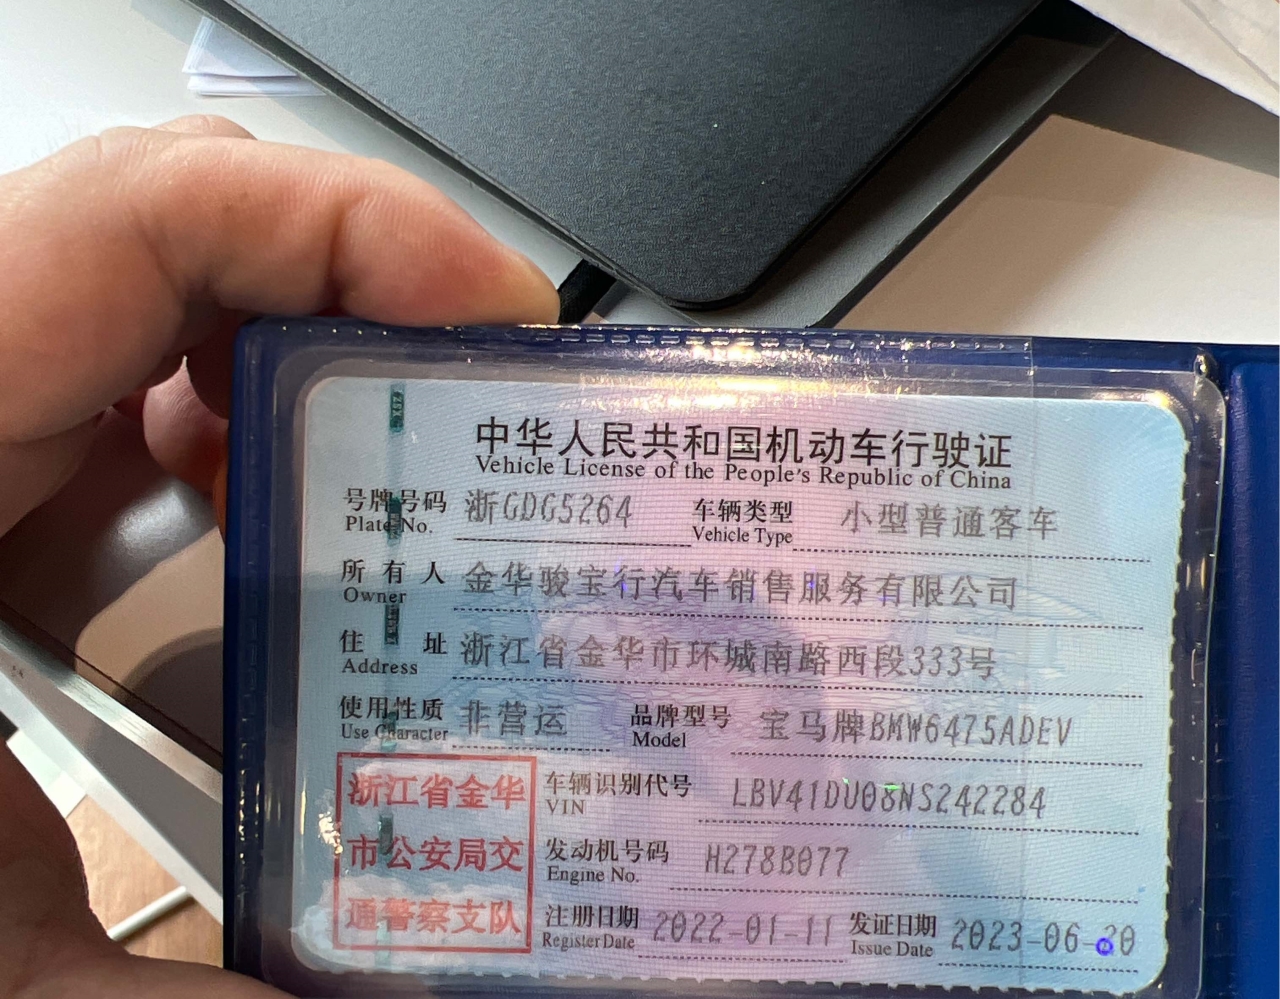 中华人民共和国机动车行驶证
Vehicle License of the People's Republic of China
号牌号码 浙GDG5264 车辆类型 小型普通客车
Plate No. Vehicle Type
所有人 金华骏宝行汽车销售服务有限公司
Owner
住址 浙江省金华市环城南路西段333号
Address
使用性质 非营运 品牌型号 宝马牌BMW6475ADEV
Use Character Model
浙江省金华 车辆识别代号 LBV41DU08NS242284
VIN
市公安局交 发动机号码 H278B077
Engine No.
通警察支队 注册日期 2022-01-11 发证日期 2023-06-20
Register Date Issue Date